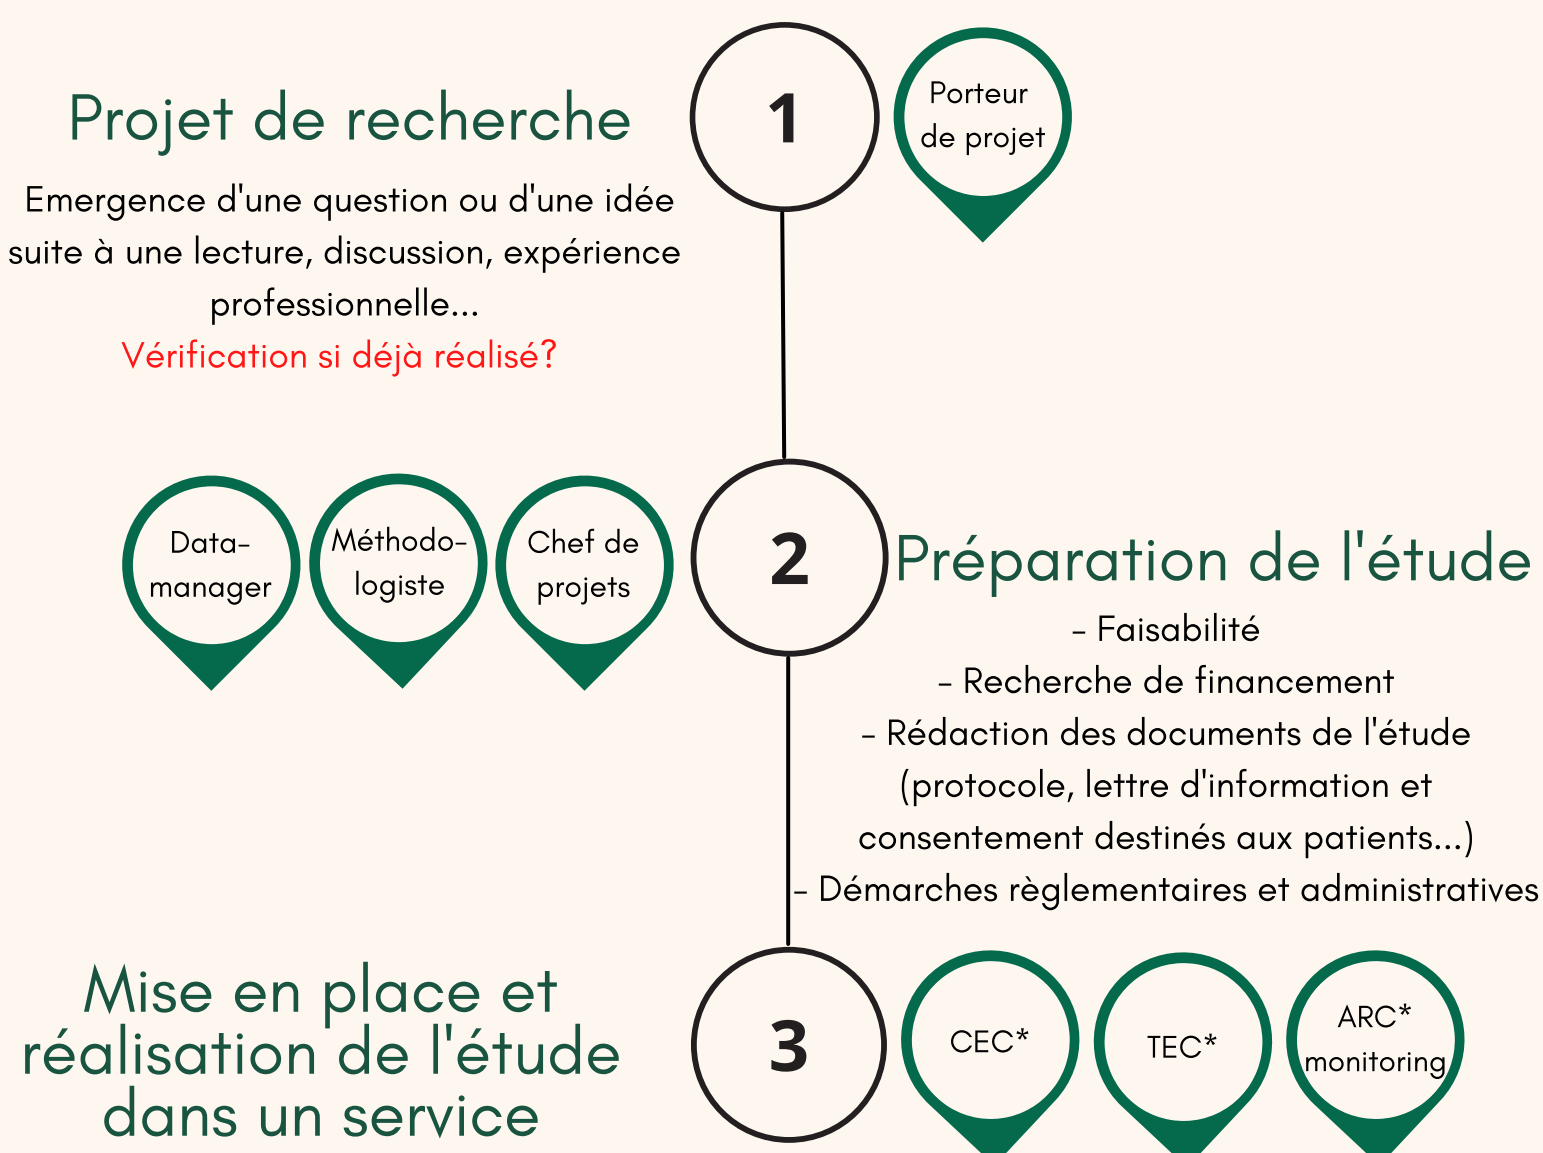 Projet de recherche
Emergence d'une question ou d'une idée
suite à une lecture, discussion, expérience
professionnelle...
Vérification si déjà réalisé?
1
Porteur
de projet
Data-
manager
Méthodo-
logiste
Chef de
projets
2
Préparation de l'étude
- Faisabilité
- Recherche de financement
- Rédaction des documents de l'étude
(protocole, lettre d'information et
consentement destinés aux patients...)
- Démarches règlementaires et administratives
Mise en place et
réalisation de l'étude
dans un service
3
CEC*
TEC*
ARC*
monitoring